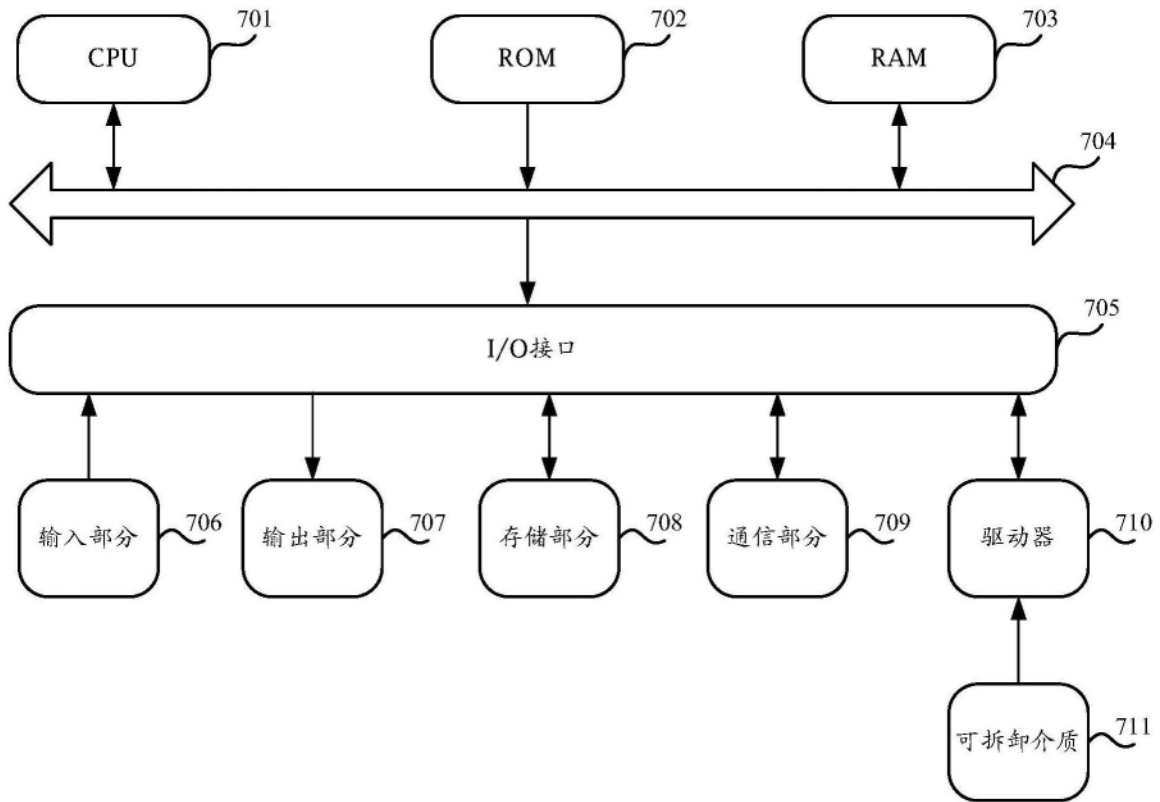 CPU
701
ROM
702
RAM
703
704
705
I/O接口
输入部分
706
输出部分
707
存储部分
708
通信部分
709
驱动器
710
可拆卸介质
711